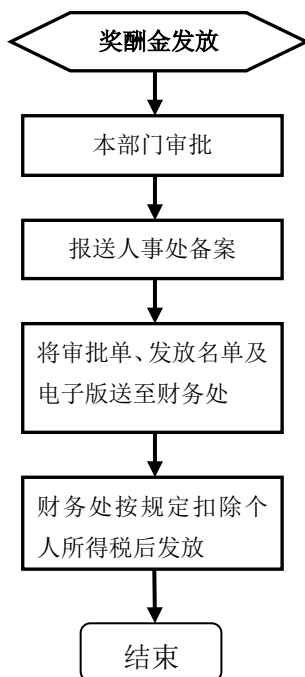 奖酬金发放
本部门审批
报送人事处备案
将审批单、发放名单及
电子版送至财务处
财务处按规定扣除个
人所得税后发放
结束